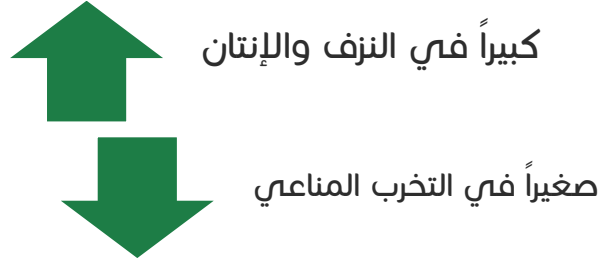 كبيراً في النزف والإنتان
صغيراً في التخرب المناعي